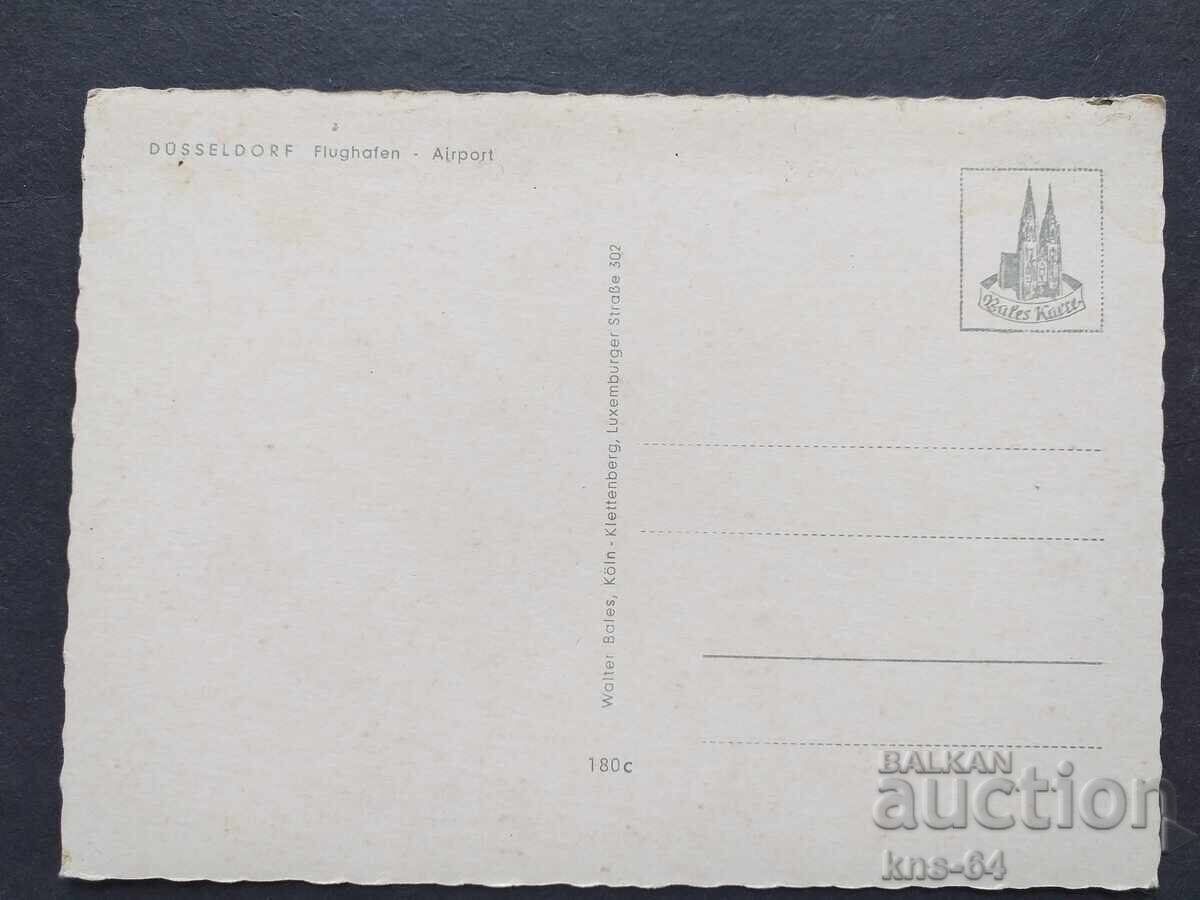 DÜSSELDORF Flughafen - Airport
Bales Karte
Walter Bales, Köln - Klettenberg, Luxemburger Straße 302
180c
BALKAN
auction
kns-64